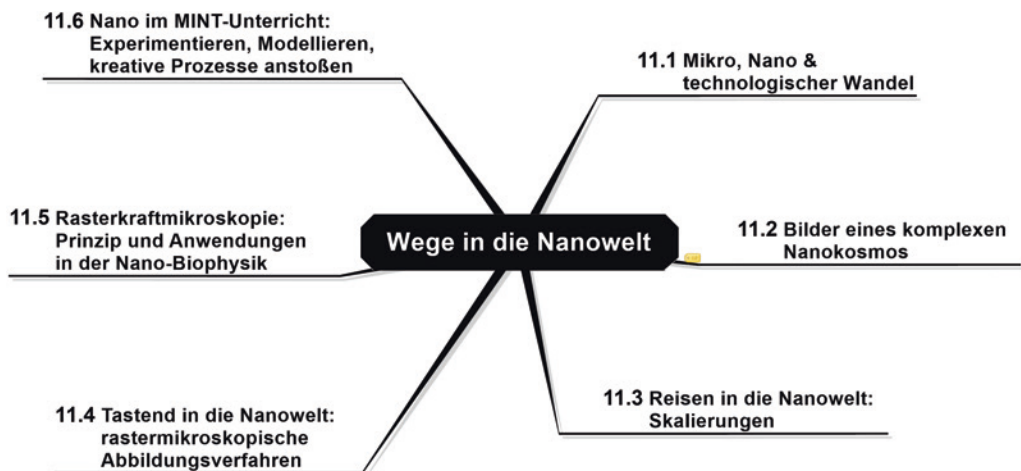 11.6 Nano im MINT-Unterricht:
Experimentieren, Modellieren,
kreative Prozesse anstoßen
11.1 Mikro, Nano &
technologischer Wandel
11.5 Rasterkraftmikroskopie:
Prinzip und Anwendungen
in der Nano-Biophysik
Wege in die Nanowelt
11.2 Bilder eines komplexen
Nanokosmos
11.4 Tastend in die Nanowelt:
rastermikroskopische
Abbildungsverfahren
11.3 Reisen in die Nanowelt:
Skalierungen